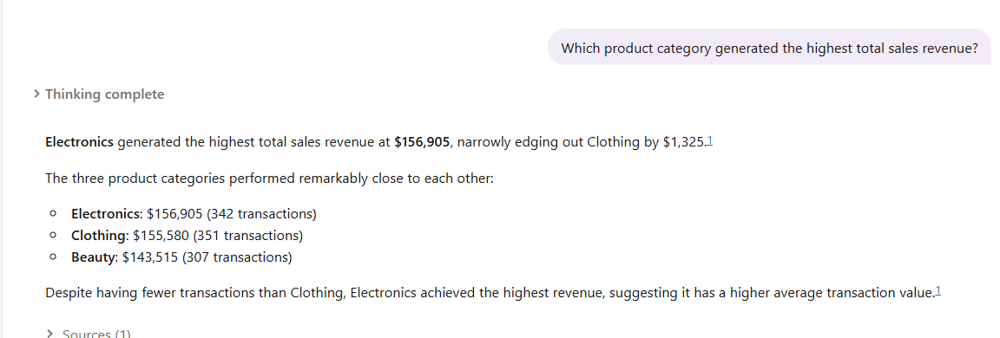 Which product category generated the highest total sales revenue?
Thinking complete
Electronics generated the highest total sales revenue at $156,905, narrowly edging out Clothing by $1,325.1
The three product categories performed remarkably close to each other:
Electronics: $156,905 (342 transactions)
Clothing: $155,580 (351 transactions)
Beauty: $143,515 (307 transactions)
Despite having fewer transactions than Clothing, Electronics achieved the highest revenue, suggesting it has a higher average transaction value.1
Sources (1)